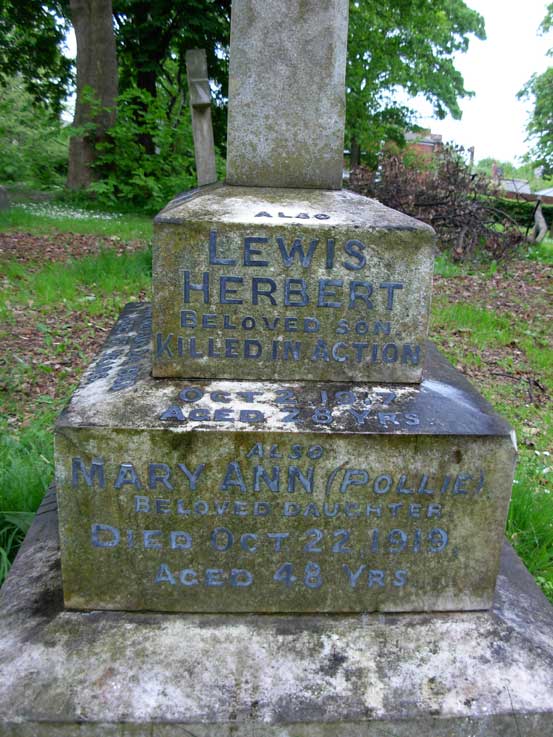 ALSO
LEWIS
HERBERT
BELOVED SON
KILLED IN ACTION
OCT 2 1917
AGED 28 YRS
ALSO
MARY ANN (POLLIE)
BELOVED DAUGHTER
DIED OCT 22, 1919,
AGED 48 YRS